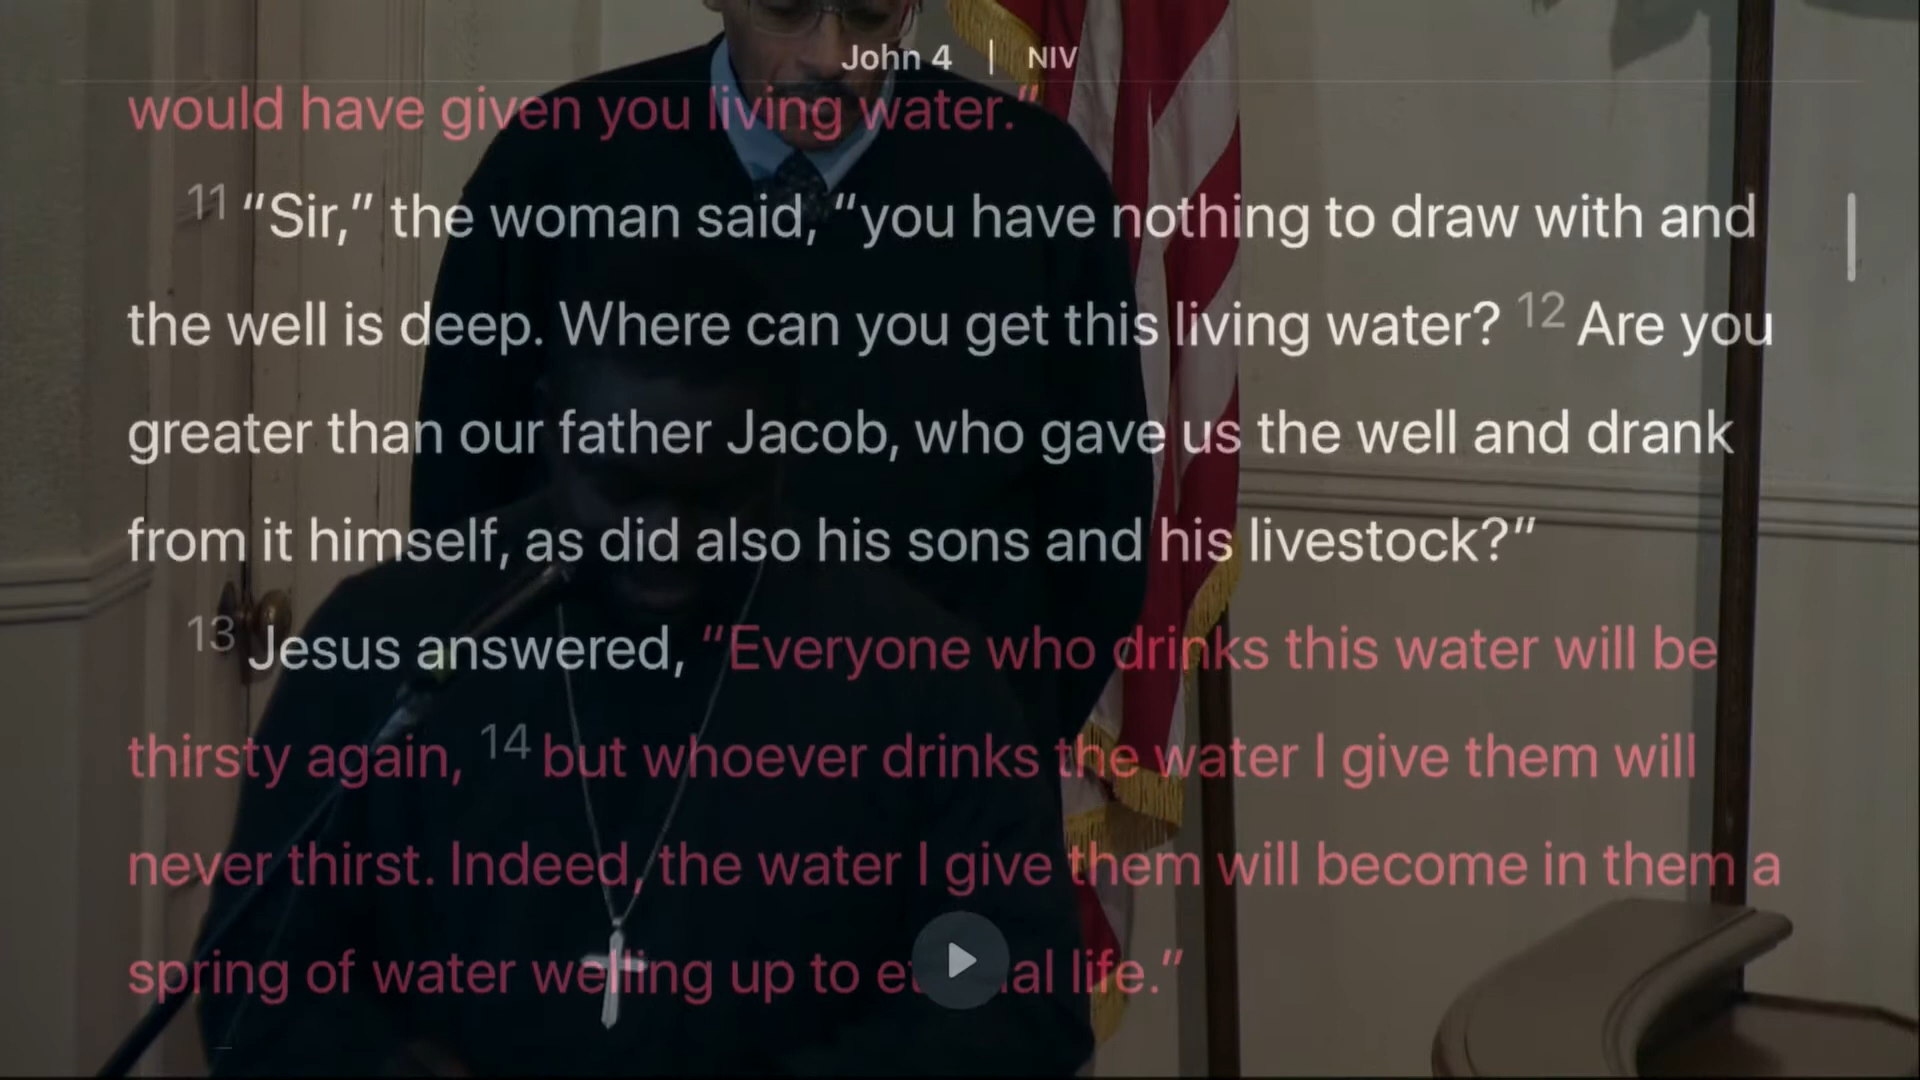 John 4 | NIV
would have given you living water.”
11 “Sir,” the woman said, “you have nothing to draw with and
the well is deep. Where can you get this living water? 12 Are you
greater than our father Jacob, who gave us the well and drank
from it himself, as did also his sons and his livestock?”
13 Jesus answered, “Everyone who drinks this water will be
thirsty again, 14 but whoever drinks the water I give them will
never thirst. Indeed, the water I give them will become in them a
spring of water welling up to life.”